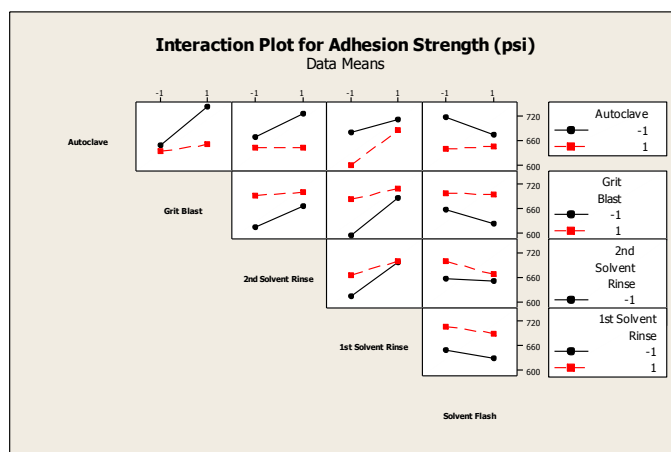 Interaction Plot for Adhesion Strength (psi)
Data Means
-1 1 -1 1 -1 1 -1 1
Autoclave
720
660
600
Autoclave
-1
1
Grit Blast
720
660
600
Grit
Blast
-1
1
2nd Solvent Rinse
720
660
600
2nd
Solvent
Rinse
-1
1st Solvent Rinse
720
660
600
1st Solvent
Rinse
-1
1
Solvent Flash